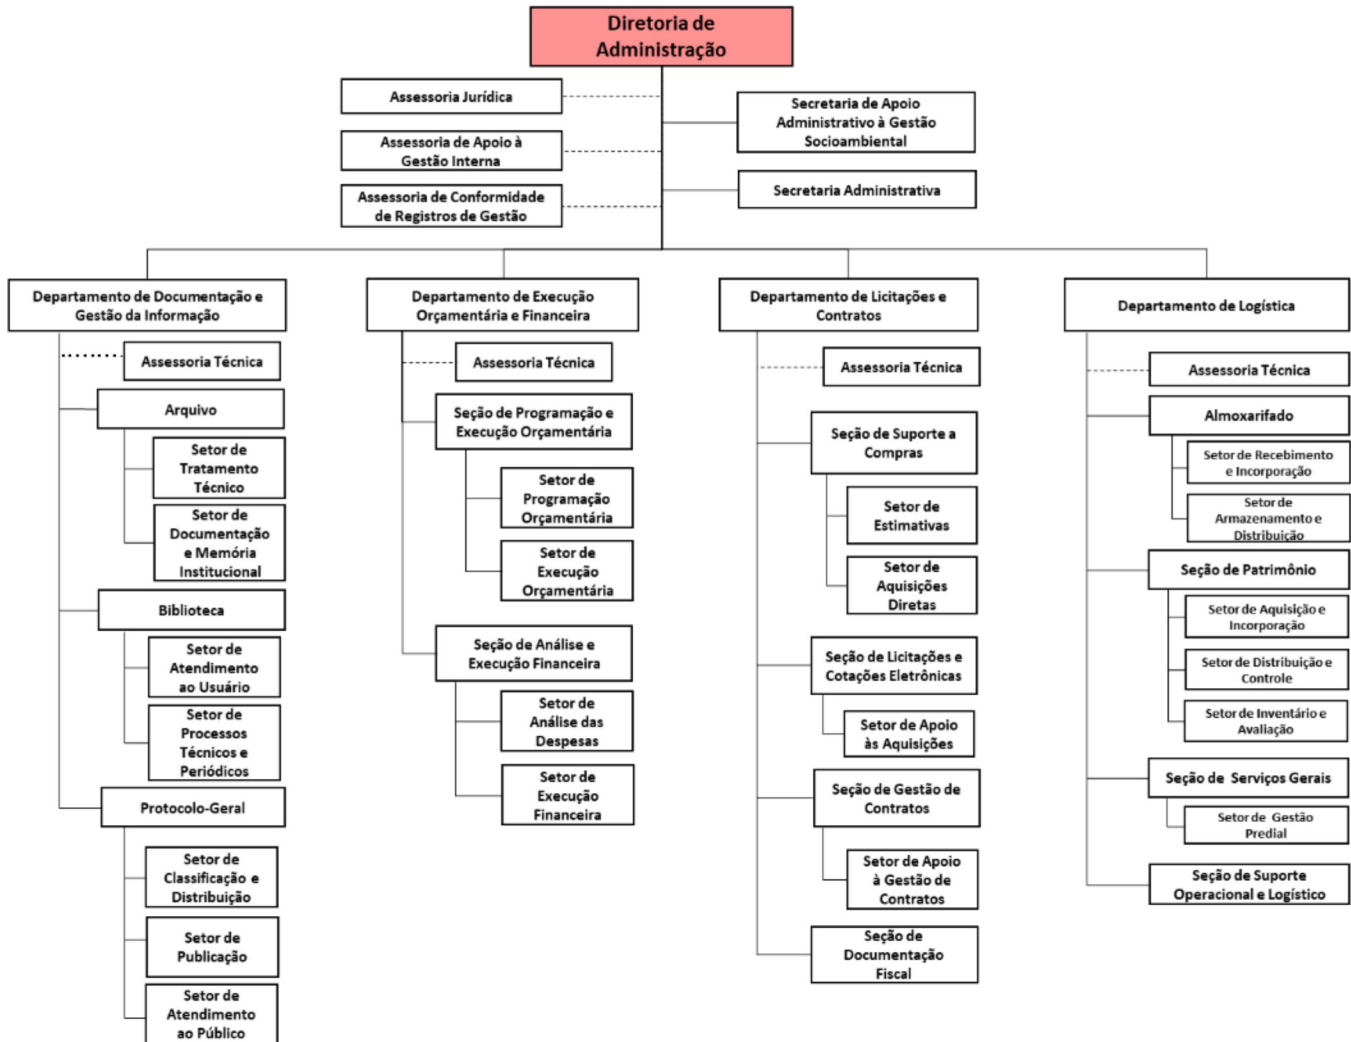 Diretoria de
Administração
Assessoria Jurídica
Assessoria de Apoio à
Gestão Interna
Assessoria de Conformidade
de Registros de Gestão
Secretaria de Apoio
Administrativo à Gestão
Socioambiental
Secretaria Administrativa
Departamento de Documentação e
Gestão da Informação
Assessoria Técnica
Arquivo
Setor de
Tratamento
Técnico
Setor de
Documentação
e Memória
Institucional
Biblioteca
Setor de
Atendimento
ao Usuário
Setor de
Processos
Técnicos e
Periódicos
Protocolo-Geral
Setor de
Classificação e
Distribuição
Setor de
Publicação
Setor de
Atendimento
ao Público
Departamento de Execução
Orçamentária e Financeira
Assessoria Técnica
Seção de Programação e
Execução Orçamentária
Setor de
Programação
Orçamentária
Setor de
Execução
Orçamentária
Seção de Análise e
Execução Financeira
Setor de
Análise das
Despesas
Setor de
Execução
Financeira
Departamento de Licitações e
Contratos
Assessoria Técnica
Seção de Suporte a
Compras
Setor de
Estimativas
Setor de
Aquisições
Diretas
Seção de Licitações e
Cotações Eletrônicas
Setor de Apoio
às Aquisições
Seção de Gestão de
Contratos
Setor de Apoio
à Gestão de
Contratos
Seção de
Documentação
Fiscal
Departamento de Logística
Assessoria Técnica
Almoxarifado
Setor de Recebimento
e Incorporação
Setor de
Armazenamento e
Distribuição
Seção de Patrimônio
Setor de Aquisição e
Incorporação
Setor de Distribuição e
Controle
Setor de Inventário e
Avaliação
Seção de Serviços Gerais
Setor de Gestão
Predial
Seção de Suporte
Operacional e Logístico